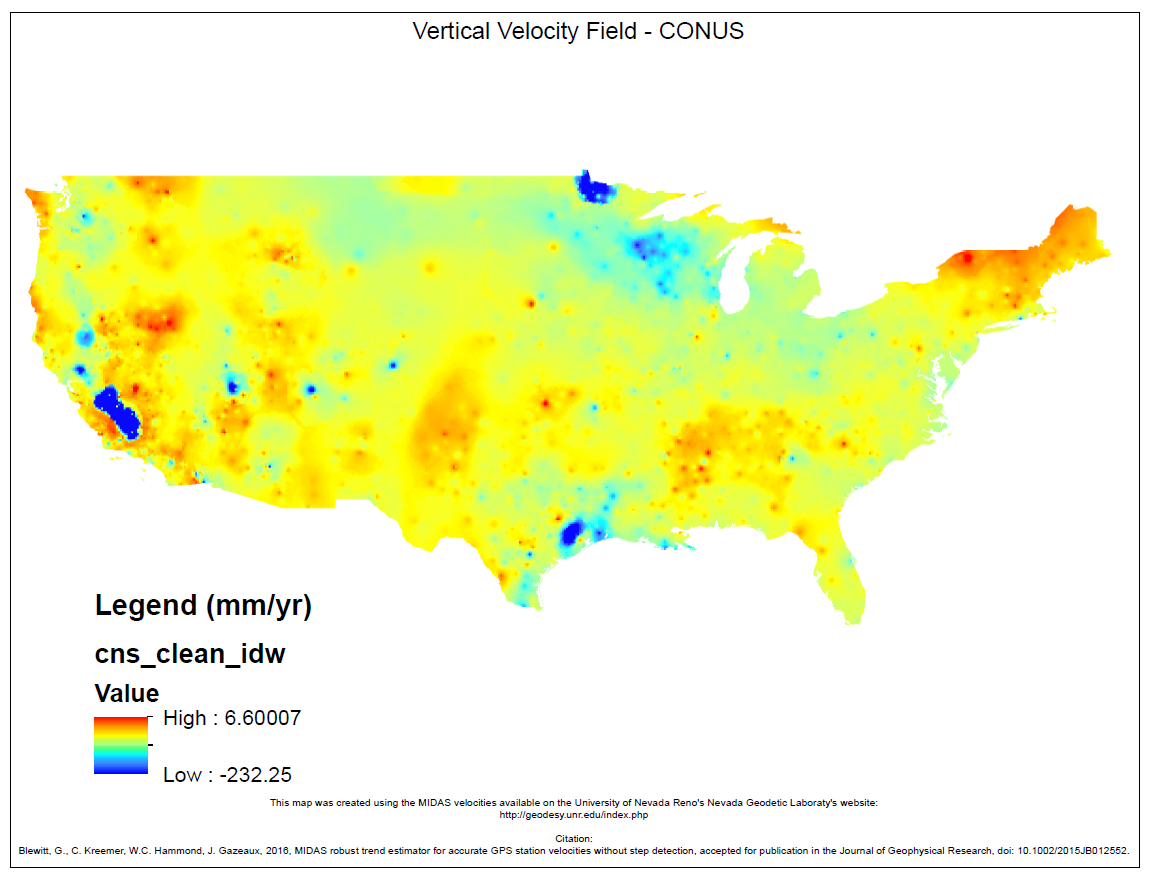 Vertical Velocity Field - CONUS
Legend (mm/yr)
cns_clean_idw
Value
High : 6.60007
Low : -232.25
This map was created using the MIDAS velocities available on the University of Nevada Reno's Nevada Geodetic Laboraty's website:
http://geodesy.unr.edu/index.php
Citation:
Blewitt, G., C. Kreemer, W.C. Hammond, J. Gazeaux, 2016, MIDAS robust trend estimator for accurate GPS station velocities without step detection, accepted for publication in the Journal of Geophysical Research, doi: 10.1002/2015JB012552.